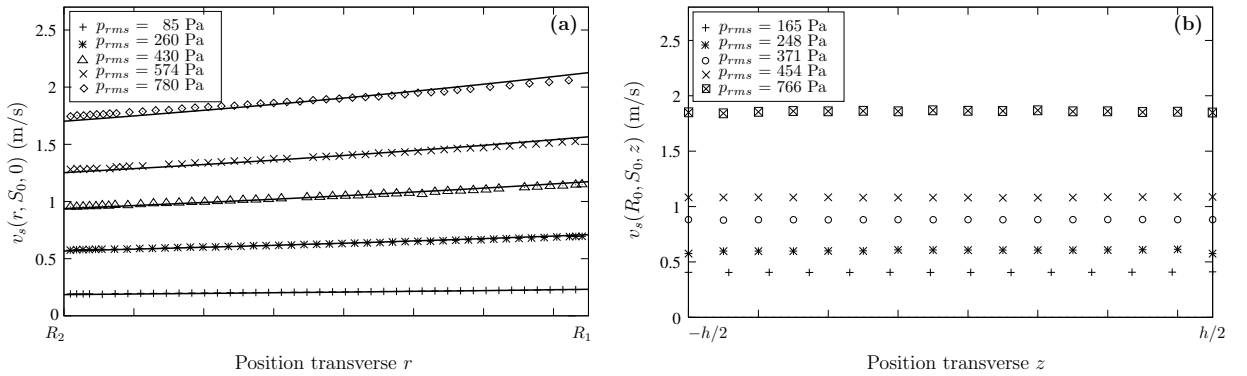 (a)
p_rms = 85 Pa
p_rms = 260 Pa
p_rms = 430 Pa
p_rms = 574 Pa
p_rms = 780 Pa
2.5
2
1.5
1
0.5
0
v_s(r, S_0, 0) (m/s)
R_2
R_1
Position transverse r
(b)
p_rms = 165 Pa
p_rms = 248 Pa
p_rms = 371 Pa
p_rms = 454 Pa
p_rms = 766 Pa
2.5
2
1.5
1
0.5
0
v_s(R_0, S_0, z) (m/s)
−h/2
h/2
Position transverse z